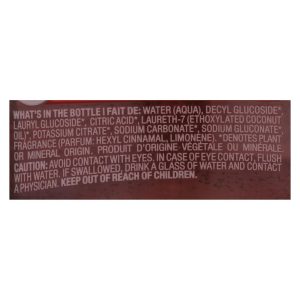 WHAT'S IN THE BOTTLE | FAIT DE: WATER (AQUA), DECYL GLUCOSIDE*,
LAURYL GLUCOSIDE*, CITRIC ACID*, LAURETH-7 (ETHOXYLATED COCONUT
OIL)*, POTASSIUM CITRATE*, SODIUM CARBONATE*, SODIUM GLUCONATE*,
FRAGRANCE (PARFUM: HEXYL CINNAMAL, LIMONENE). *DENOTES PLANT
OR MINERAL ORIGIN. PRODUIT D'ORIGINE VÉGÉTALE OU MINÉRALE.
CAUTION: AVOID CONTACT WITH EYES. IN CASE OF EYE CONTACT, FLUSH
WITH WATER. IF SWALLOWED, DRINK A GLASS OF WATER AND CONTACT
A PHYSICIAN. KEEP OUT OF REACH OF CHILDREN.